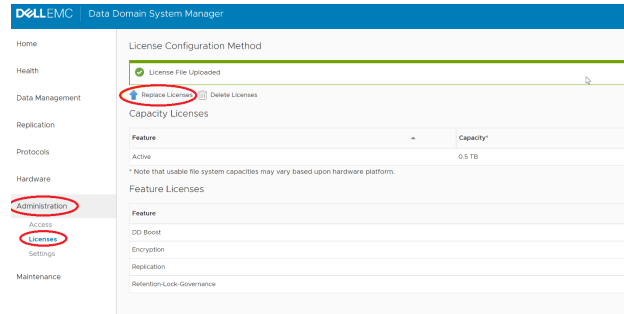 DELLEMC Data Domain System Manager
Home
Health
Data Management
Replication
Protocols
Hardware
Administration
Access
Licenses
Settings
Maintenance
License Configuration Method
License File Uploaded
Replace Licenses Delete Licenses
Capacity Licenses
Feature Capacity*
Active 0.5 TB
* Note that usable file system capacities may vary based upon hardware platform.
Feature Licenses
Feature
DD Boost
Encryption
Replication
Retention-Lock-Governance